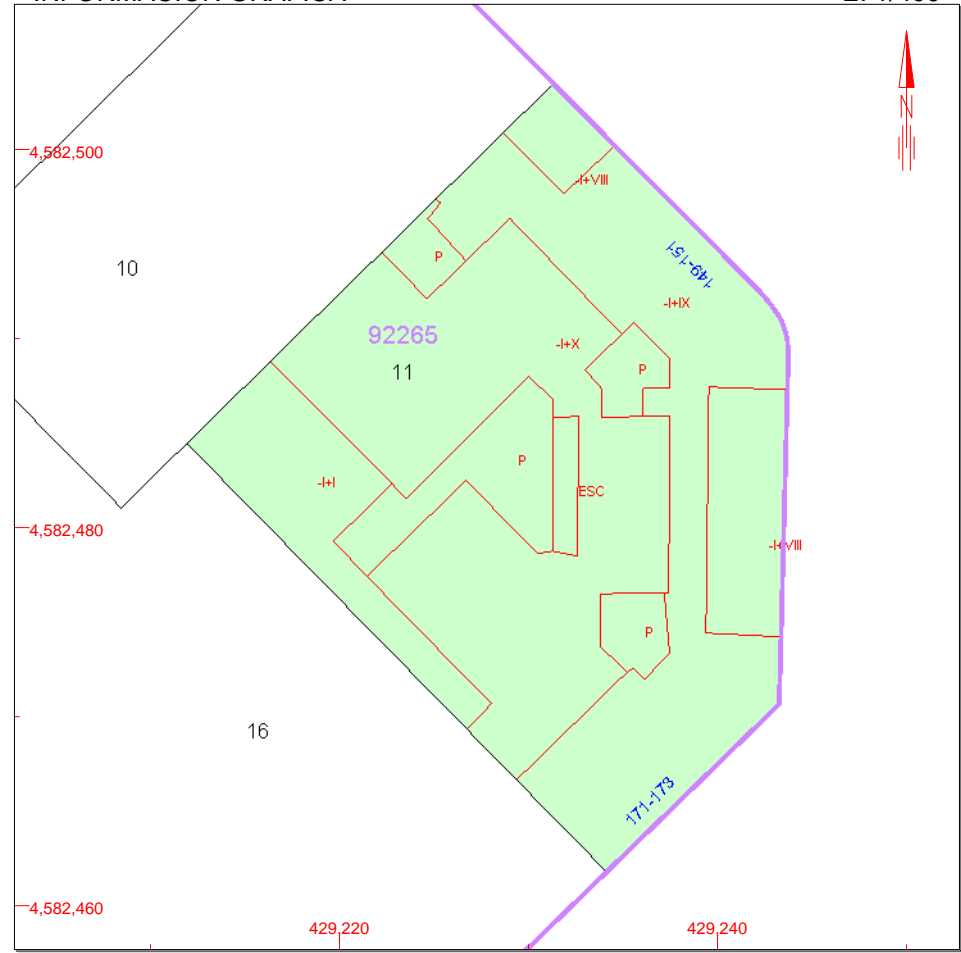 N
4,582,500
-I+VIII
149-151
P
10
-I+IX
92265
-I+X
11
P
P
-I+I
ESC
4,582,480
-I+VIII
P
16
171-173
4,582,460
429,220
429,240